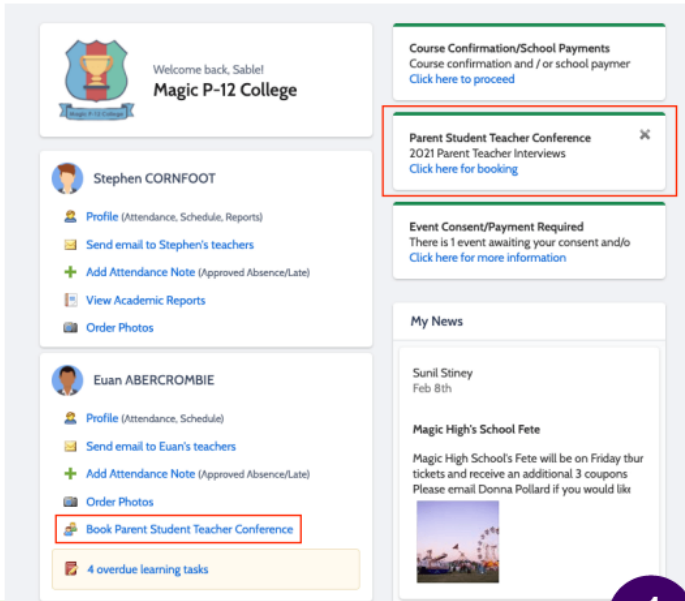 Welcome back, Sable!
Magic P-12 College
Magic P-12 College
Stephen CORNFOOT
Profile (Attendance, Schedule, Reports)
Send email to Stephen's teachers
Add Attendance Note (Approved Absence/Late)
View Academic Reports
Order Photos
Euan ABERCROMBIE
Profile (Attendance, Schedule)
Send email to Euan's teachers
Add Attendance Note (Approved Absence/Late)
Order Photos
Book Parent Student Teacher Conference
4 overdue learning tasks
Course Confirmation/School Payments
Course confirmation and / or school paymer
Click here to proceed
Parent Student Teacher Conference
2021 Parent Teacher Interviews
Click here for booking
Event Consent/Payment Required
There is 1 event awaiting your consent and/o
Click here for more information
My News
Sunil Stiney
Feb 8th
Magic High's School Fete
Magic High School's Fete will be on Friday
tickets and receive an additional 3 coupons
Please email Donna Pollard if you would like